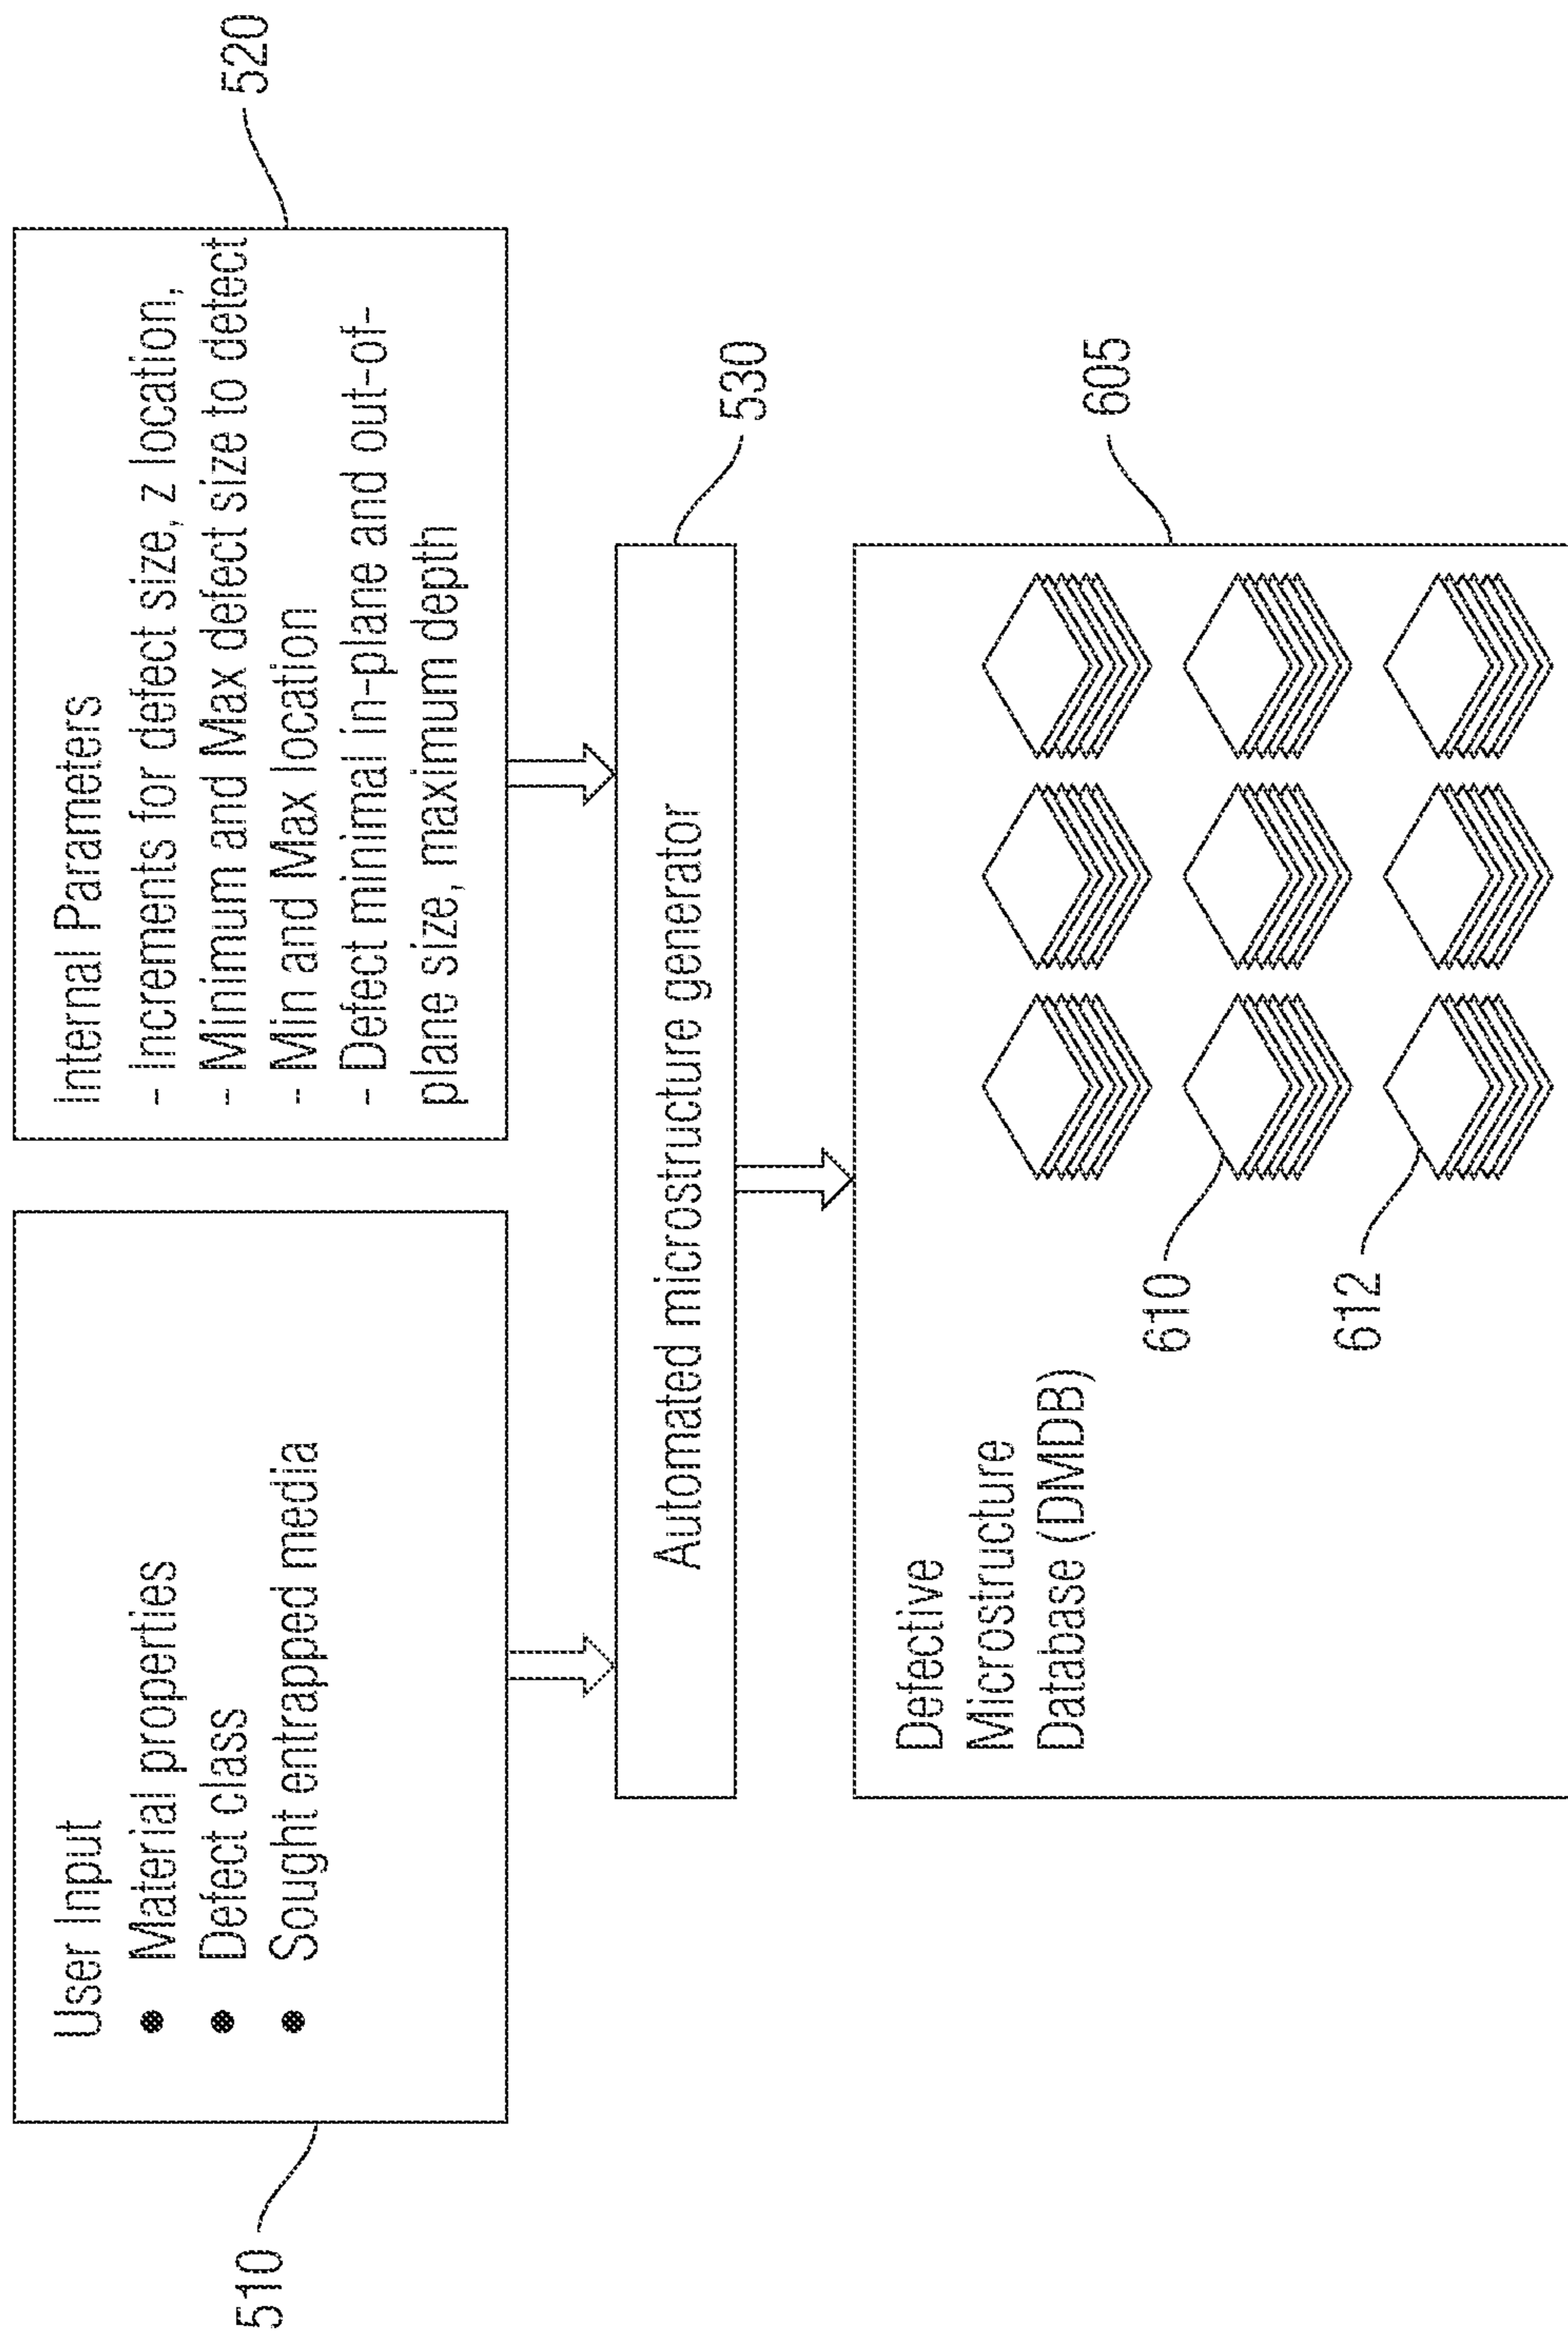 510
User Input
● Material properties
● Defect class
● Sought entrapped media
Internal Parameters
- Increments for defect size, z location,
- Minimum and Max defect size to detect
- Min and Max location
- Defect minimal in-plane and out-of-
plane size, maximum depth
520
Automated microstructure generator
530
Defective
Microstructure
Database (DMDB)
605
610
612